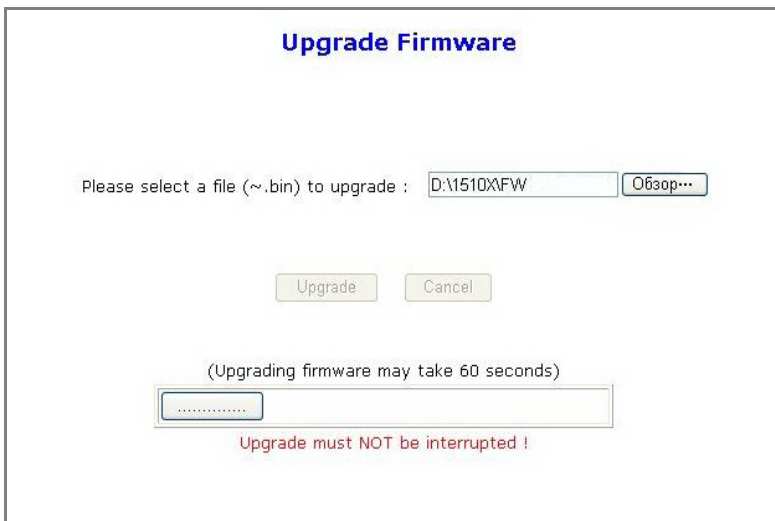 Upgrade Firmware
Please select a file (~.bin) to upgrade : D:\1510X\FW Обзор...
Upgrade Cancel
(Upgrading firmware may take 60 seconds)
..............
Upgrade must NOT be interrupted !